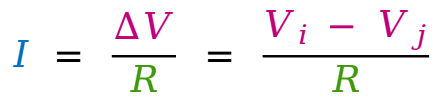 I = ΔV / R = V_i − V_j / R